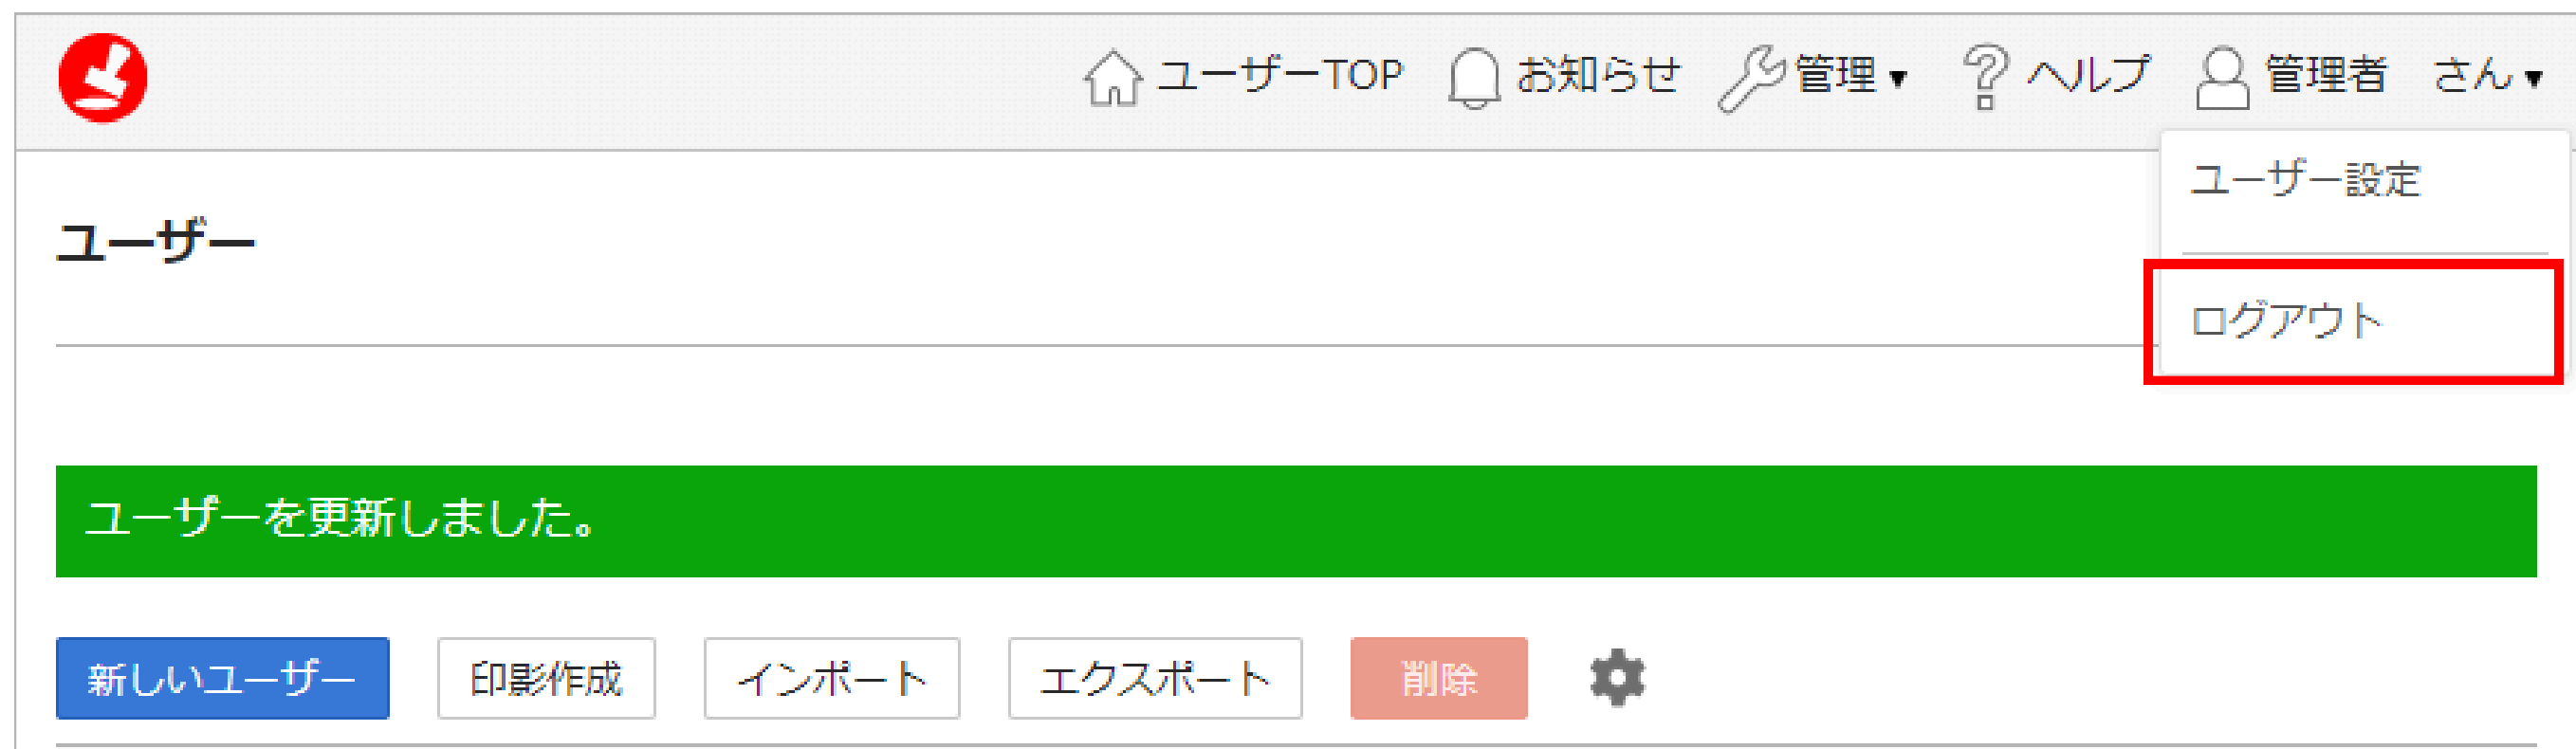 ユーザーTOP お知らせ 管理▼ ヘルプ 管理者 さん▼
ユーザー設定
ユーザー
ログアウト
ユーザーを更新しました。
新しいユーザー 印影作成 インポート エクスポート 削除